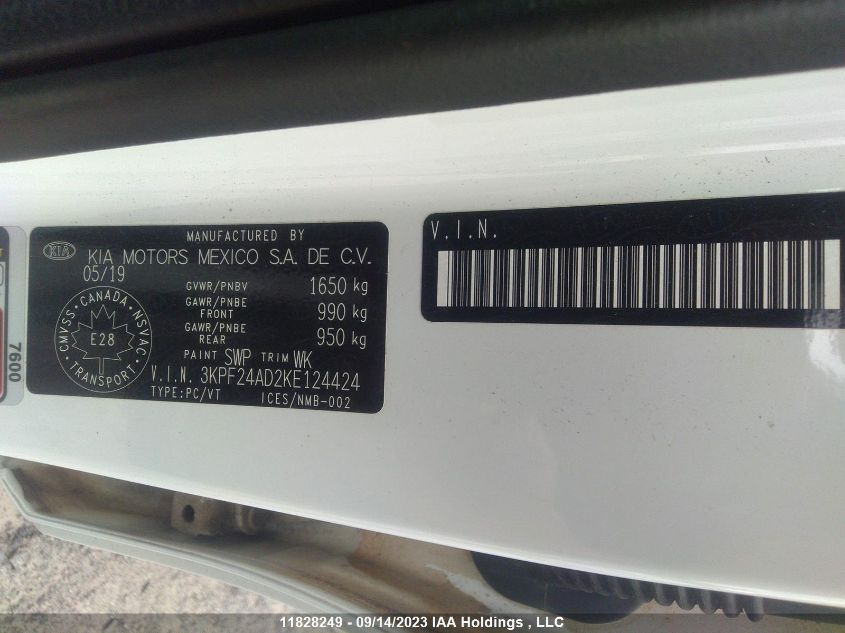 KIA
MANUFACTURED BY
KIA MOTORS MEXICO S.A. DE C.V.
05/19
GVWR/PNBV 1650 kg
GAWR/PNBE FRONT 990 kg
GAWR/PNBE REAR 950 kg
PAINT SWP TRIM WK
V.I.N. 3KPF24AD2KE124424
TYPE:PC/VT ICES/NMB-002
CANADA
CMVSS NSVAC
E28
TRANSPORT
V.I.N.
7600
11828249 - 09/14/2023 IAA Holdings , LLC